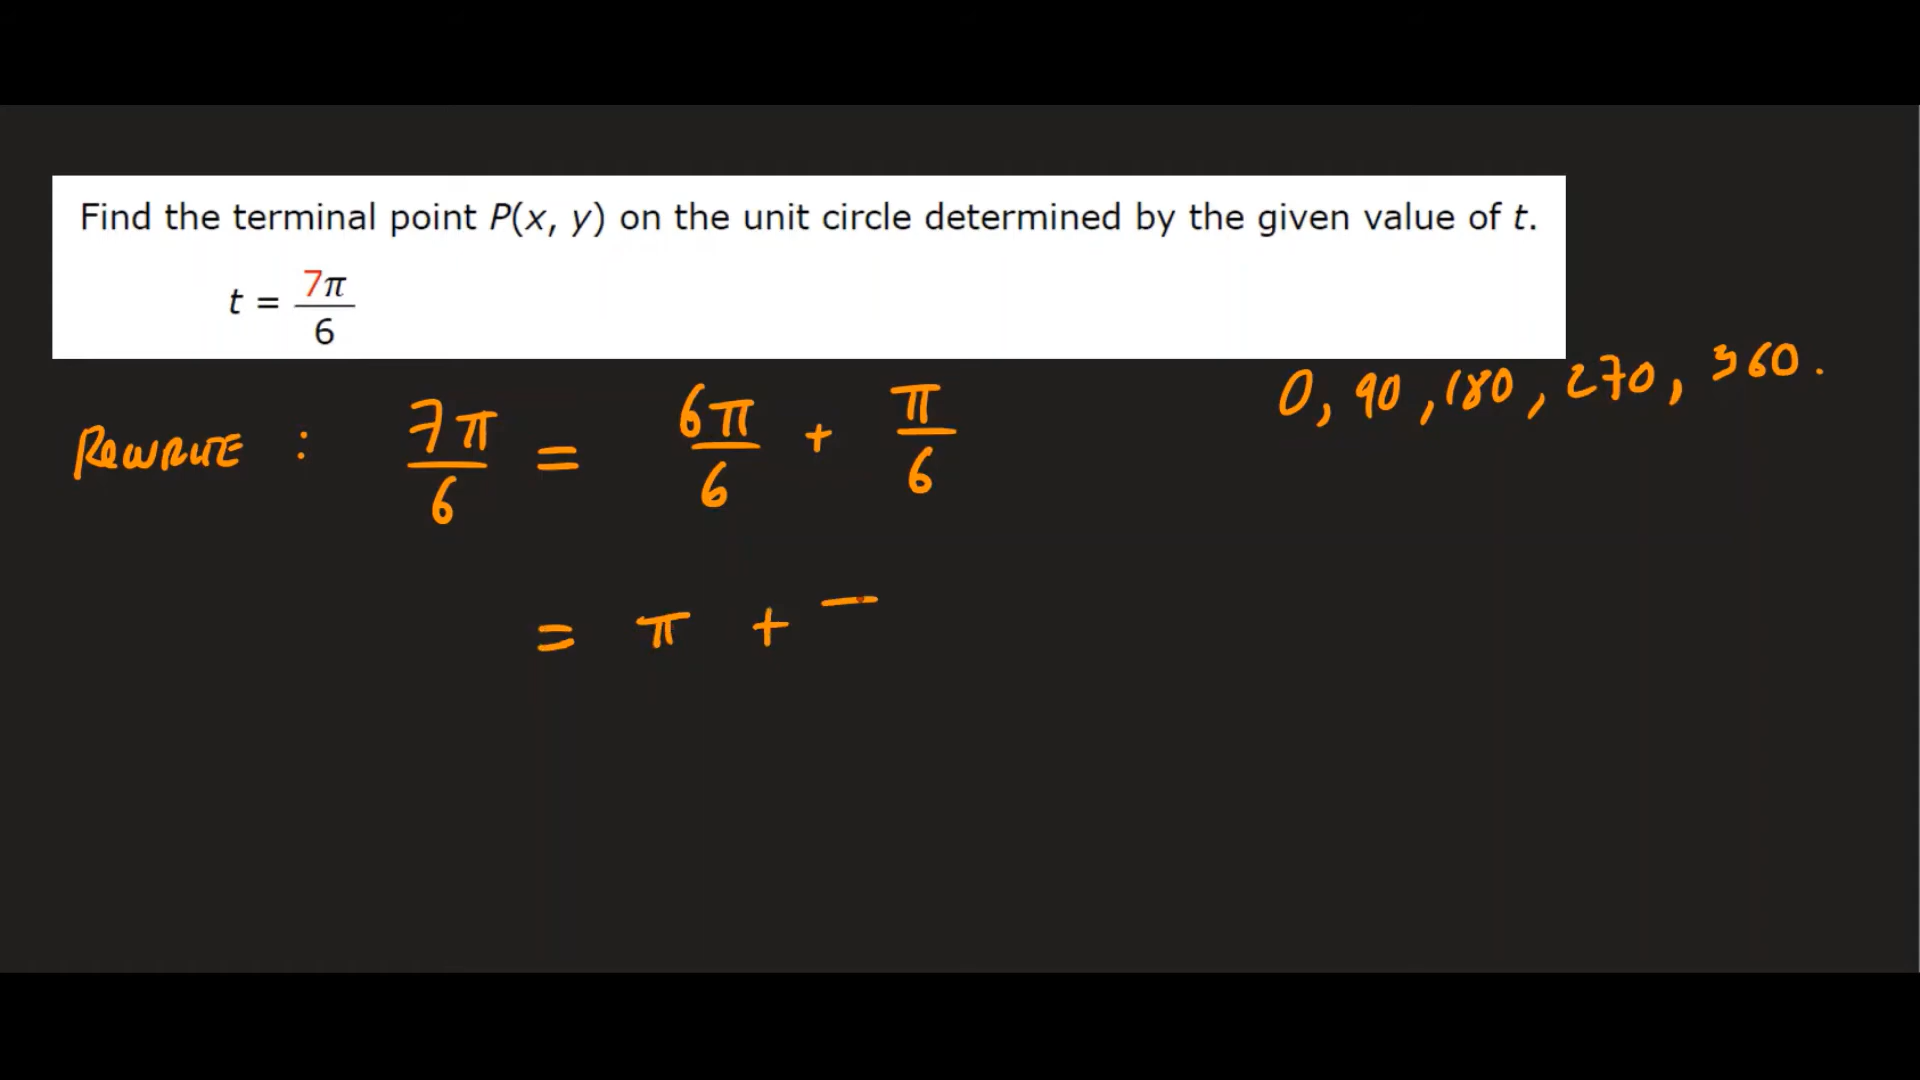 Find the terminal point P(x, y) on the unit circle determined by the given value of t.
t = 7π/6
0, 90, 180, 270, 360.
REWRITE : 7π/6 = 6π/6 + π/6
= π +